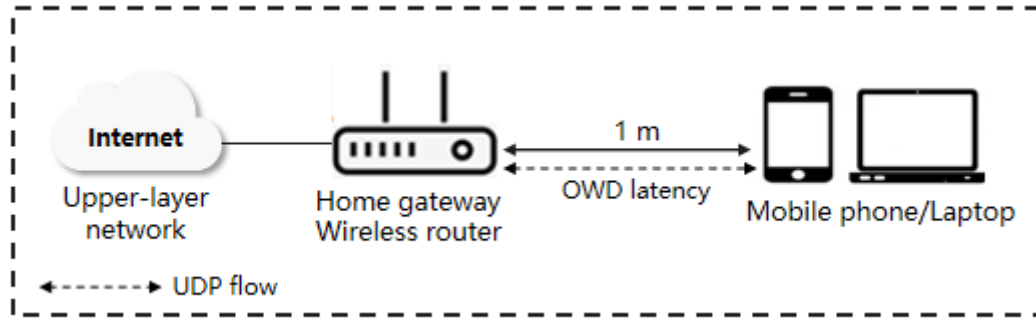 Internet
Upper-layer
network
Home gateway
Wireless router
1 m
OWD latency
Mobile phone/Laptop
UDP flow